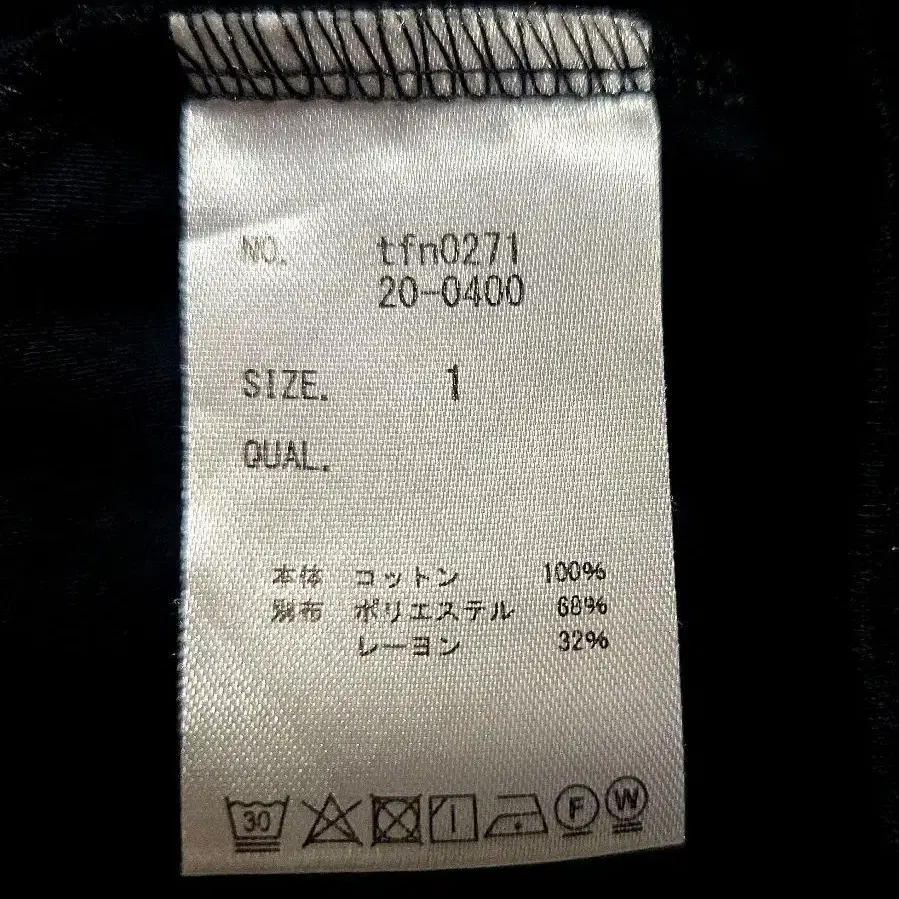 NO. tfn0271
20-0400
SIZE. 1
QUAL.
本体 コットン 100%
別布 ポリエステル 68%
レーヨン 32%
30 F W